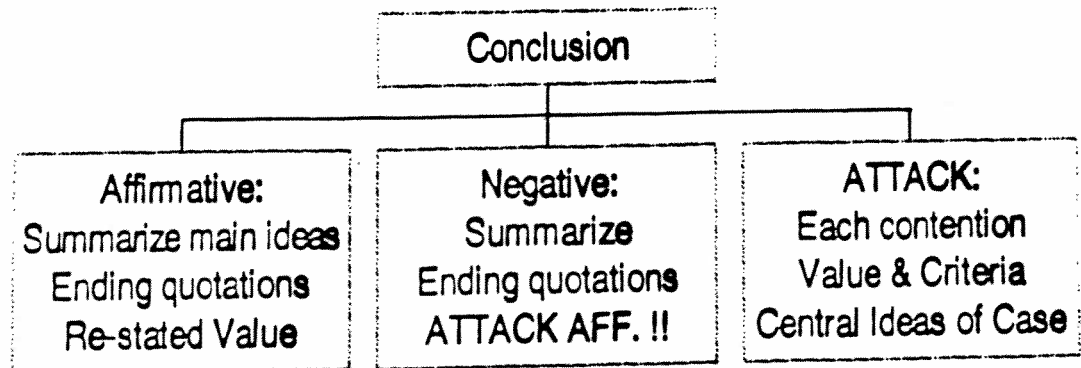 Conclusion
Affirmative:
Summarize main ideas
Ending quotations
Re-stated Value
Negative:
Summarize
Ending quotations
ATTACK AFF. !!
ATTACK:
Each contention
Value & Criteria
Central Ideas of Case